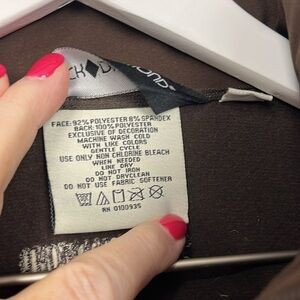 FACE: 92% POLYESTER 8% SPANDEX
BACK: 100% POLYESTER
EXCLUSIVE OF DECORATION
MACHINE WASH COLD
WITH LIKE COLORS
GENTLE CYCLE
USE ONLY NON CHLORINE BLEACH
WHEN NEEDED
LINE DRY
DO NOT IRON
DO NOT DRYCLEAN
DO NOT USE FABRIC SOFTENER
RN 0100935